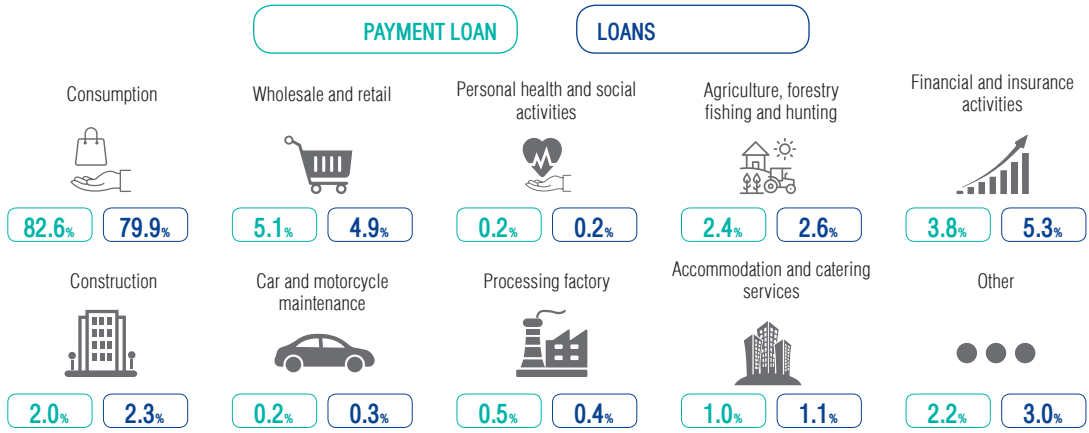 PAYMENT LOAN
LOANS
Consumption
82.6% 79.9%
Wholesale and retail
5.1% 4.9%
Personal health and social
activities
0.2% 0.2%
Agriculture, forestry
fishing and hunting
2.4% 2.6%
Financial and insurance
activities
3.8% 5.3%
Construction
2.0% 2.3%
Car and motorcycle
maintenance
0.2% 0.3%
Processing factory
0.5% 0.4%
Accommodation and catering
services
1.0% 1.1%
Other
2.2% 3.0%